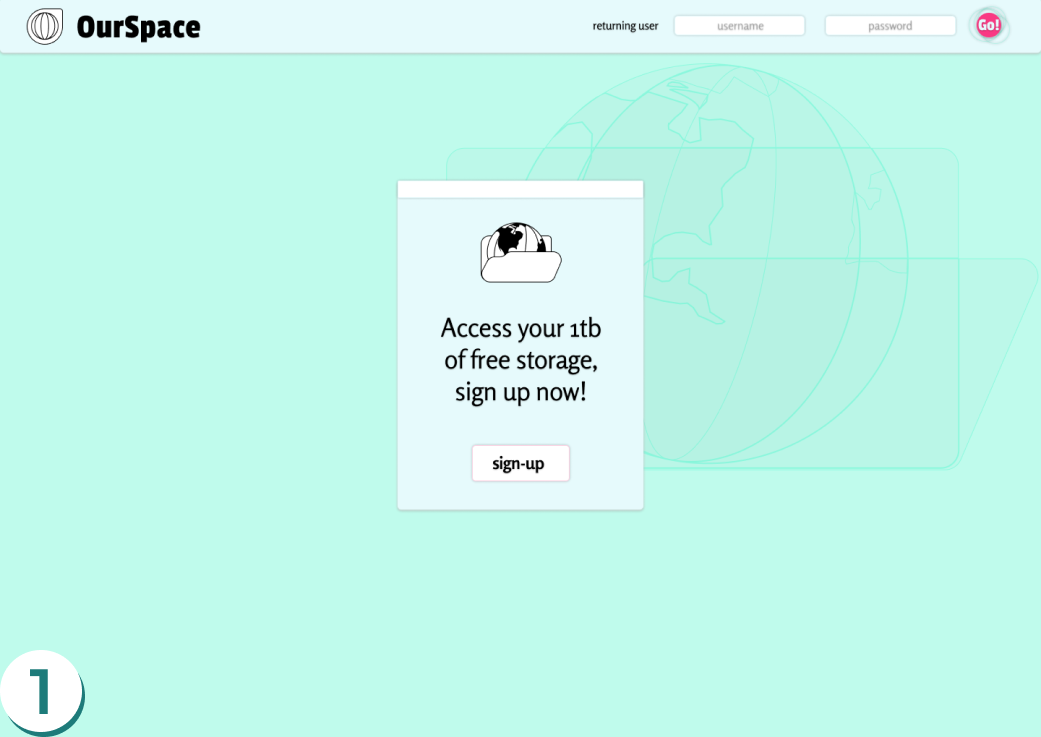 OurSpace
returning user
username
password
Go!
Access your 1tb
of free storage,
sign up now!
sign-up
1